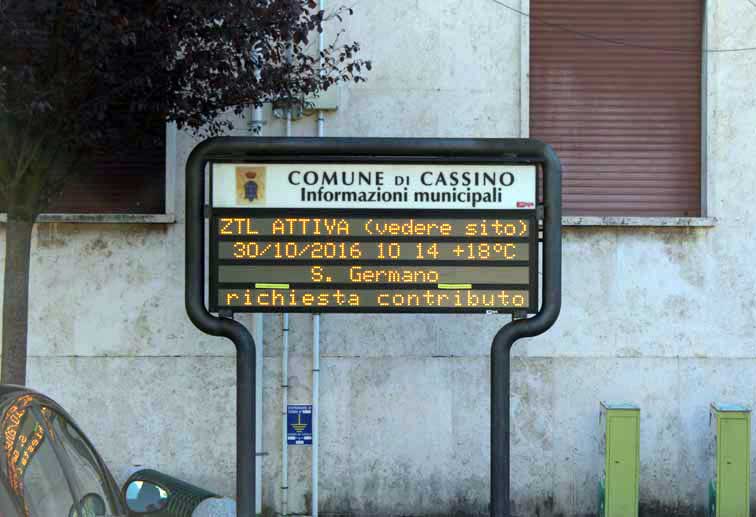 COMUNE DI CASSINO
Informazioni municipali
ZTL ATTIVA (vedere sito)
30/10/2016 10 14 +18°C
S. Germano
richiesta contributo